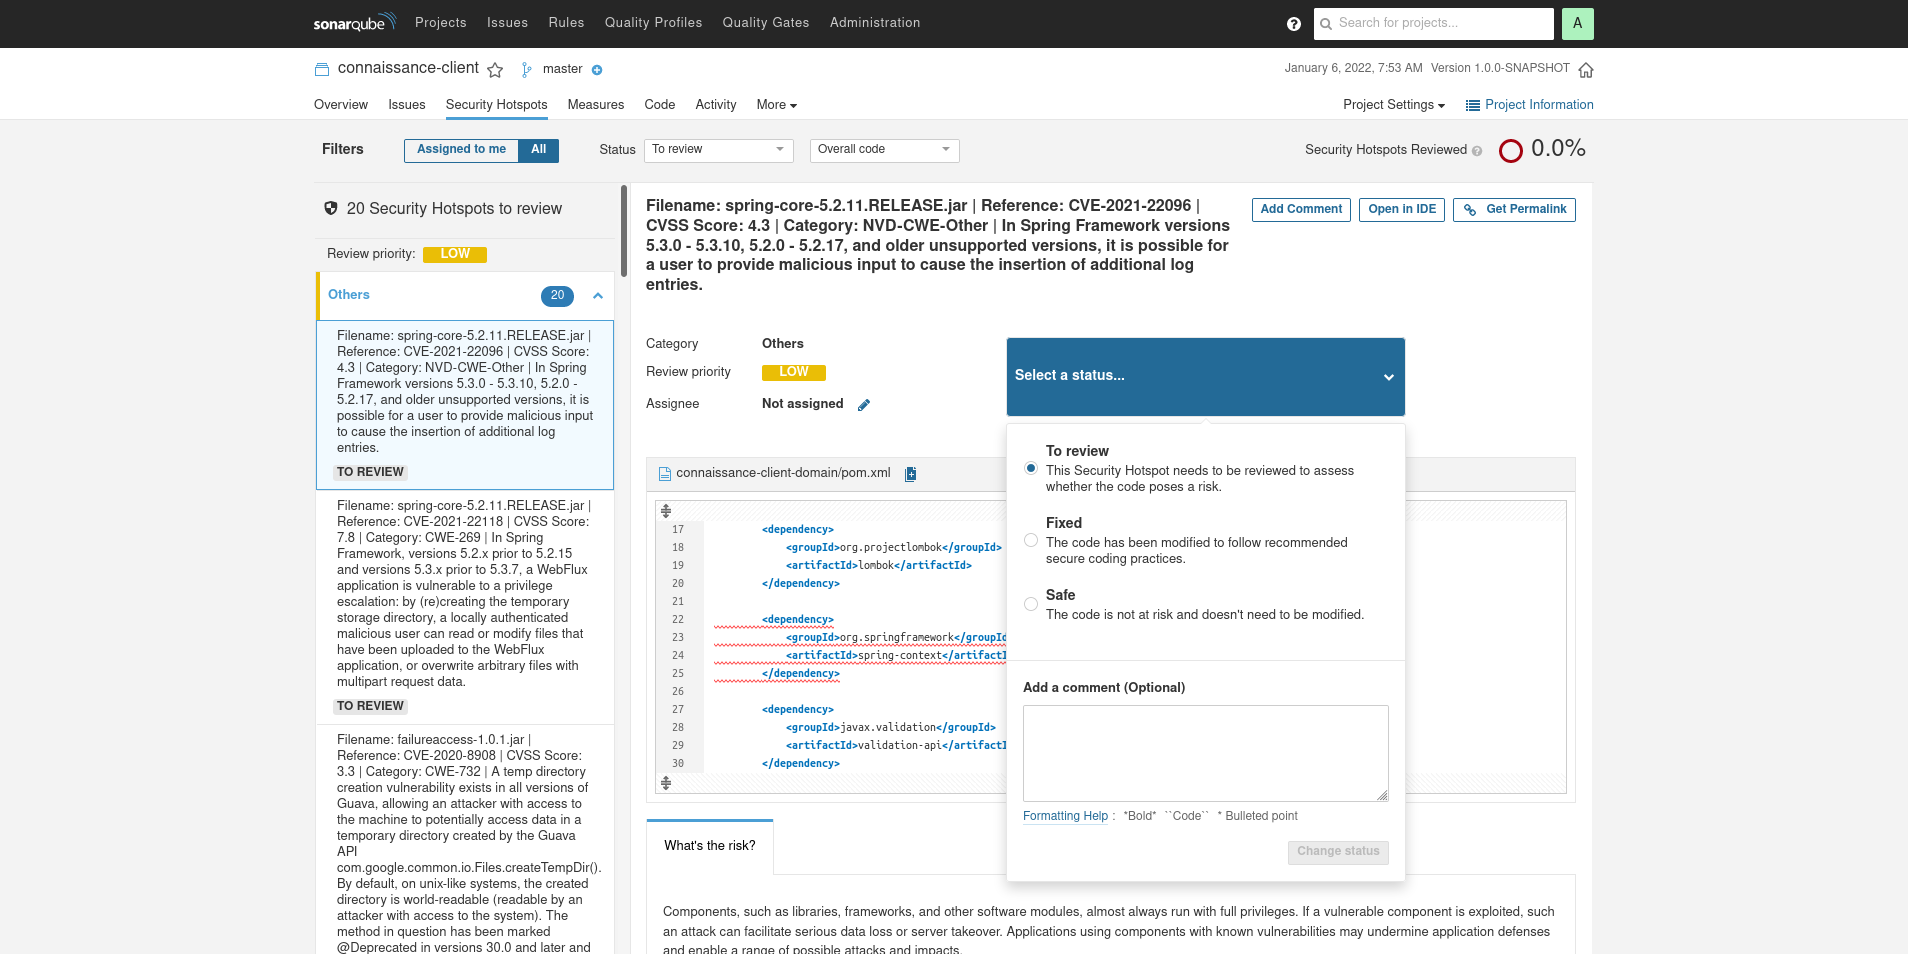 sonarqube Projects Issues Rules Quality Profiles Quality Gates Administration ? Search for projects... A
connaissance-client master January 6, 2022, 7:53 AM Version 1.0.0-SNAPSHOT
Overview Issues Security Hotspots Measures Code Activity More Project Settings Project Information
Filters Assigned to me All Status To review Overall code Security Hotspots Reviewed ? 0.0%
20 Security Hotspots to review
Review priority: LOW
Others 20
Filename: spring-core-5.2.11.RELEASE.jar |
Reference: CVE-2021-22096 | CVSS Score:
4.3 | Category: NVD-CWE-Other | In Spring
Framework versions 5.3.0 - 5.3.10, 5.2.0 -
5.2.17, and older unsupported versions, it is
possible for a user to provide malicious input
to cause the insertion of additional log
entries.
TO REVIEW
Filename: spring-core-5.2.11.RELEASE.jar |
Reference: CVE-2021-22118 | CVSS Score:
7.8 | Category: CWE-269 | In Spring
Framework, versions 5.2.x prior to 5.2.15
and versions 5.3.x prior to 5.3.7, a WebFlux
application is vulnerable to a privilege
escalation: by (re)creating the temporary
storage directory, a locally authenticated
malicious user can read or modify files that
have been uploaded to the WebFlux
application, or overwrite arbitrary files with
multipart request data.
TO REVIEW
Filename: failureaccess-1.0.1.jar |
Reference: CVE-2020-8908 | CVSS Score:
3.3 | Category: CWE-732 | A temp directory
creation vulnerability exists in all versions of
Guava, allowing an attacker with access to
the machine to potentially access data in a
temporary directory created by the Guava
API
com.google.common.io.Files.createTempDir().
By default, on unix-like systems, the created
directory is world-readable (readable by an
attacker with access to the system). The
method in question has been marked
@Deprecated in versions 30.0 and later and
Filename: spring-core-5.2.11.RELEASE.jar | Reference: CVE-2021-22096 |
CVSS Score: 4.3 | Category: NVD-CWE-Other | In Spring Framework versions
5.3.0 - 5.3.10, 5.2.0 - 5.2.17, and older unsupported versions, it is possible for
a user to provide malicious input to cause the insertion of additional log
entries.
Add Comment Open in IDE Get Permalink
Category Others
Review priority LOW
Assignee Not assigned
Select a status...
To review
This Security Hotspot needs to be reviewed to assess
whether the code poses a risk.
Fixed
The code has been modified to follow recommended
secure coding practices.
Safe
The code is not at risk and doesn't need to be modified.
Add a comment (Optional)
Formatting Help : *Bold* ``Code`` * Bulleted point
Change status
connaissance-client-domain/pom.xml
17 <dependency>
18 <groupId>org.projectlombok</groupId>
19 <artifactId>lombok</artifactId>
20 </dependency>
21
22 <dependency>
23 <groupId>org.springframework</groupId
24 <artifactId>spring-context</artifactI
25 </dependency>
26
27 <dependency>
28 <groupId>javax.validation</groupId>
29 <artifactId>validation-api</artifactI
30 </dependency>
What's the risk?
Components, such as libraries, frameworks, and other software modules, almost always run with full privileges. If a vulnerable component is exploited, such
an attack can facilitate serious data loss or server takeover. Applications using components with known vulnerabilities may undermine application defenses
and enable a range of possible attacks and impacts.